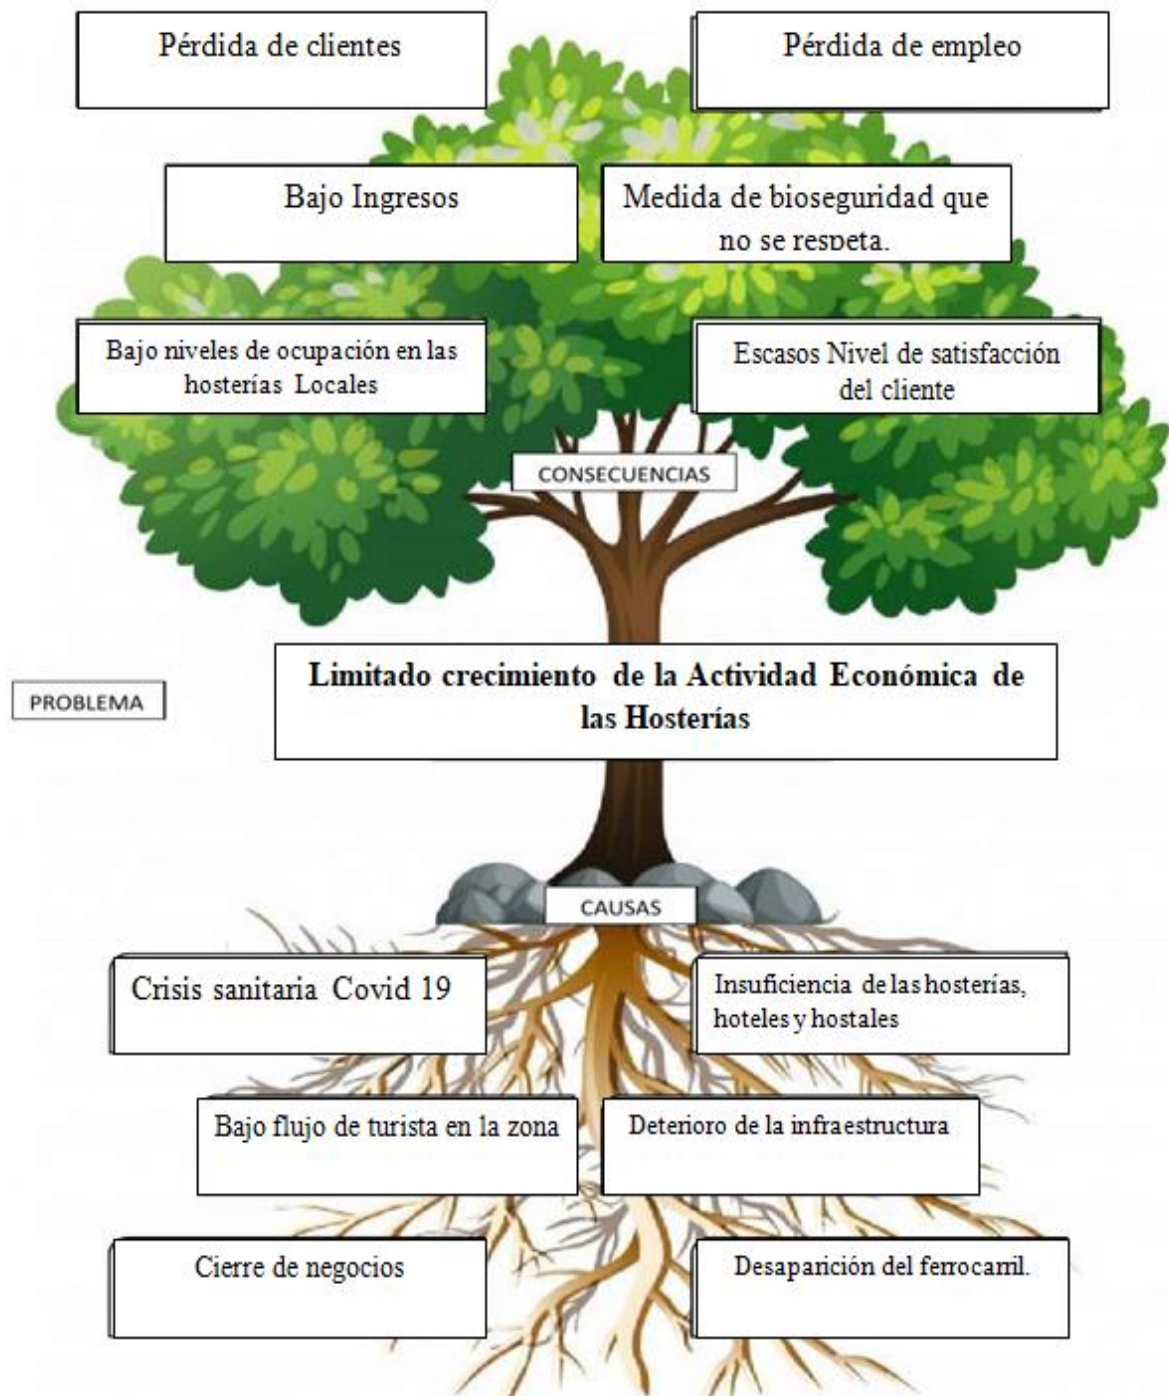 Pérdida de clientes
Pérdida de empleo
Bajo Ingresos
Medida de bioseguridad que
no se respeta.
Bajo niveles de ocupación en las
hosterías Locales
Escasos Nivel de satisfacción
del cliente
CONSECUENCIAS
PROBLEMA
Limitado crecimiento de la Actividad Económica de
las Hosterías
CAUSAS
Crisis sanitaria Covid 19
Insuficiencia de las hosterías,
hoteles y hostales
Bajo flujo de turista en la zona
Deterioro de la infraestructura
Cierre de negocios
Desaparición del ferrocarril.